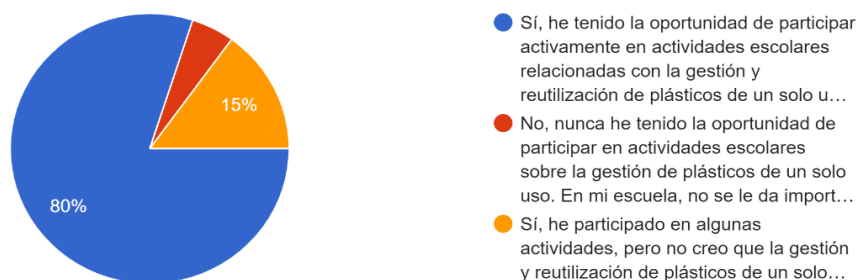 15%
80%
Sí, he tenido la oportunidad de participar
activamente en actividades escolares
relacionadas con la gestión y
reutilización de plásticos de un solo u…
No, nunca he tenido la oportunidad de
participar en actividades escolares
sobre la gestión de plásticos de un solo
uso. En mi escuela, no se le da import…
Sí, he participado en algunas
actividades, pero no creo que la gestión
y reutilización de plásticos de un solo…